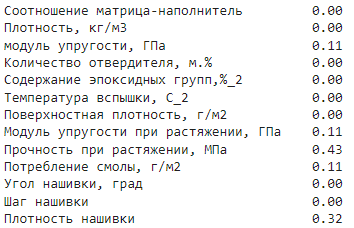 Соотношение матрица-наполнитель 0.00
Плотность, кг/м3 0.00
модуль упругости, ГПа 0.11
Количество отвердителя, м.% 0.00
Содержание эпоксидных групп,%_2 0.00
Температура вспышки, С_2 0.00
Поверхностная плотность, г/м2 0.00
Модуль упругости при растяжении, ГПа 0.11
Прочность при растяжении, МПа 0.43
Потребление смолы, г/м2 0.11
Угол нашивки, град 0.00
Шаг нашивки 0.00
Плотность нашивки 0.32